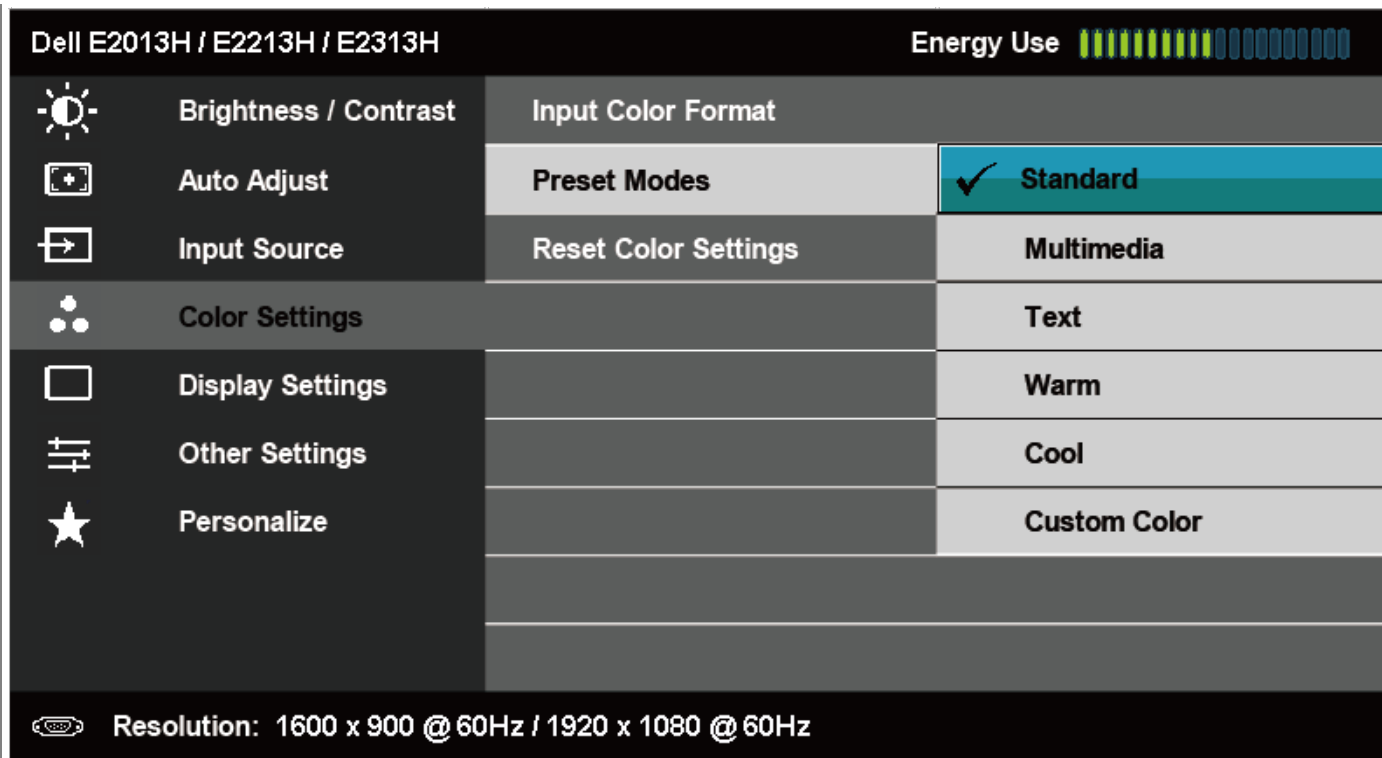 Dell E2013H / E2213H / E2313H
Energy Use
Brightness / Contrast
Input Color Format
Auto Adjust
Preset Modes
Standard
Input Source
Reset Color Settings
Multimedia
Color Settings
Text
Display Settings
Warm
Other Settings
Cool
Personalize
Custom Color
Resolution: 1600 x 900 @ 60Hz / 1920 x 1080 @ 60Hz